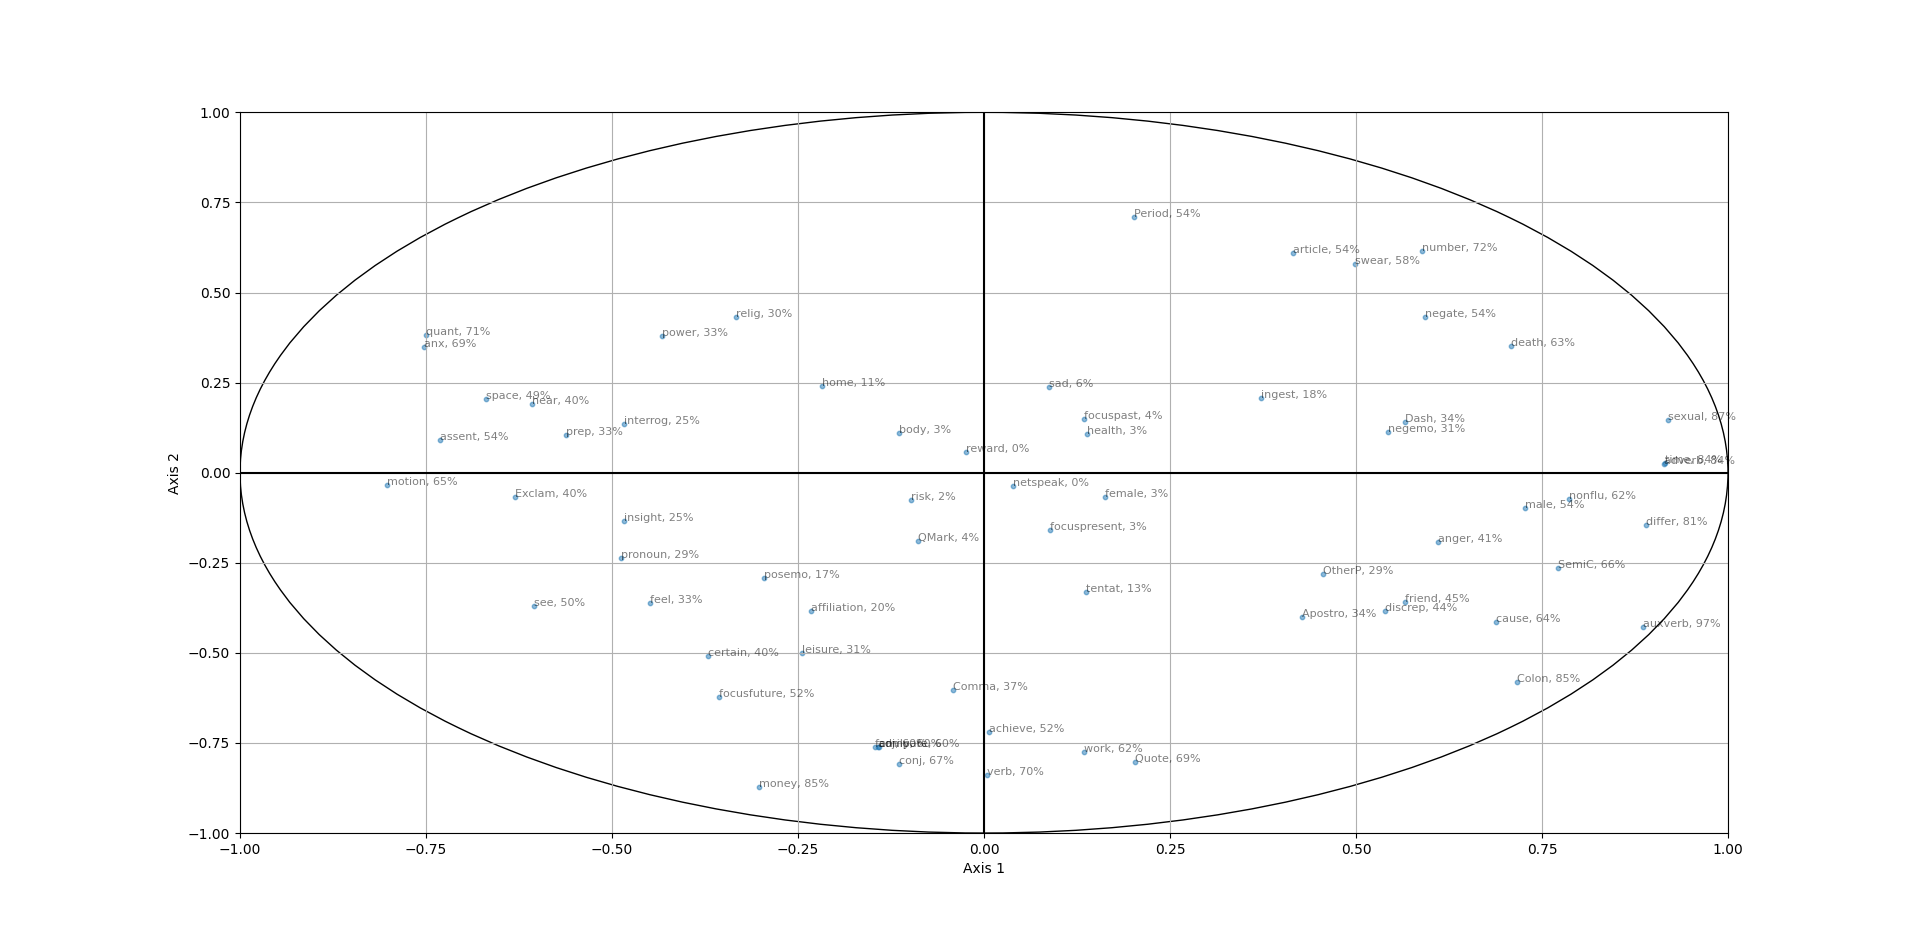 1.00
Period, 54%
0.75
article, 54%
number, 72%
swear, 58%
0.50
relig, 30%
negate, 54%
quant, 71%
power, 33%
anx, 69%
death, 63%
0.25
home, 11%
sad, 6%
space, 49%
hear, 40%
ingest, 18%
interrog, 25%
focuspast, 4%
Dash, 34%
sexual, 87%
assent, 54%
prep, 33%
body, 3%
health, 3%
negemo, 31%
reward, 0%
time, 84%
adverb, 84%
0.00
Axis 2
motion, 65%
netspeak, 0%
Exclam, 40%
risk, 2%
female, 3%
nonflu, 62%
male, 54%
insight, 25%
focuspresent, 3%
differ, 81%
QMark, 4%
anger, 41%
pronoun, 29%
−0.25
posemo, 17%
OtherP, 29%
SemiC, 66%
tentat, 13%
see, 50%
feel, 33%
affiliation, 20%
friend, 45%
discrep, 44%
Apostro, 34%
cause, 64%
auxverb, 97%
−0.50
certain, 40%
leisure, 31%
focusfuture, 52%
Comma, 37%
Colon, 85%
achieve, 52%
−0.75
60%
work, 62%
conj, 67%
Quote, 69%
verb, 70%
money, 85%
−1.00
−1.00 −0.75 −0.50 −0.25 0.00 0.25 0.50 0.75 1.00
Axis 1